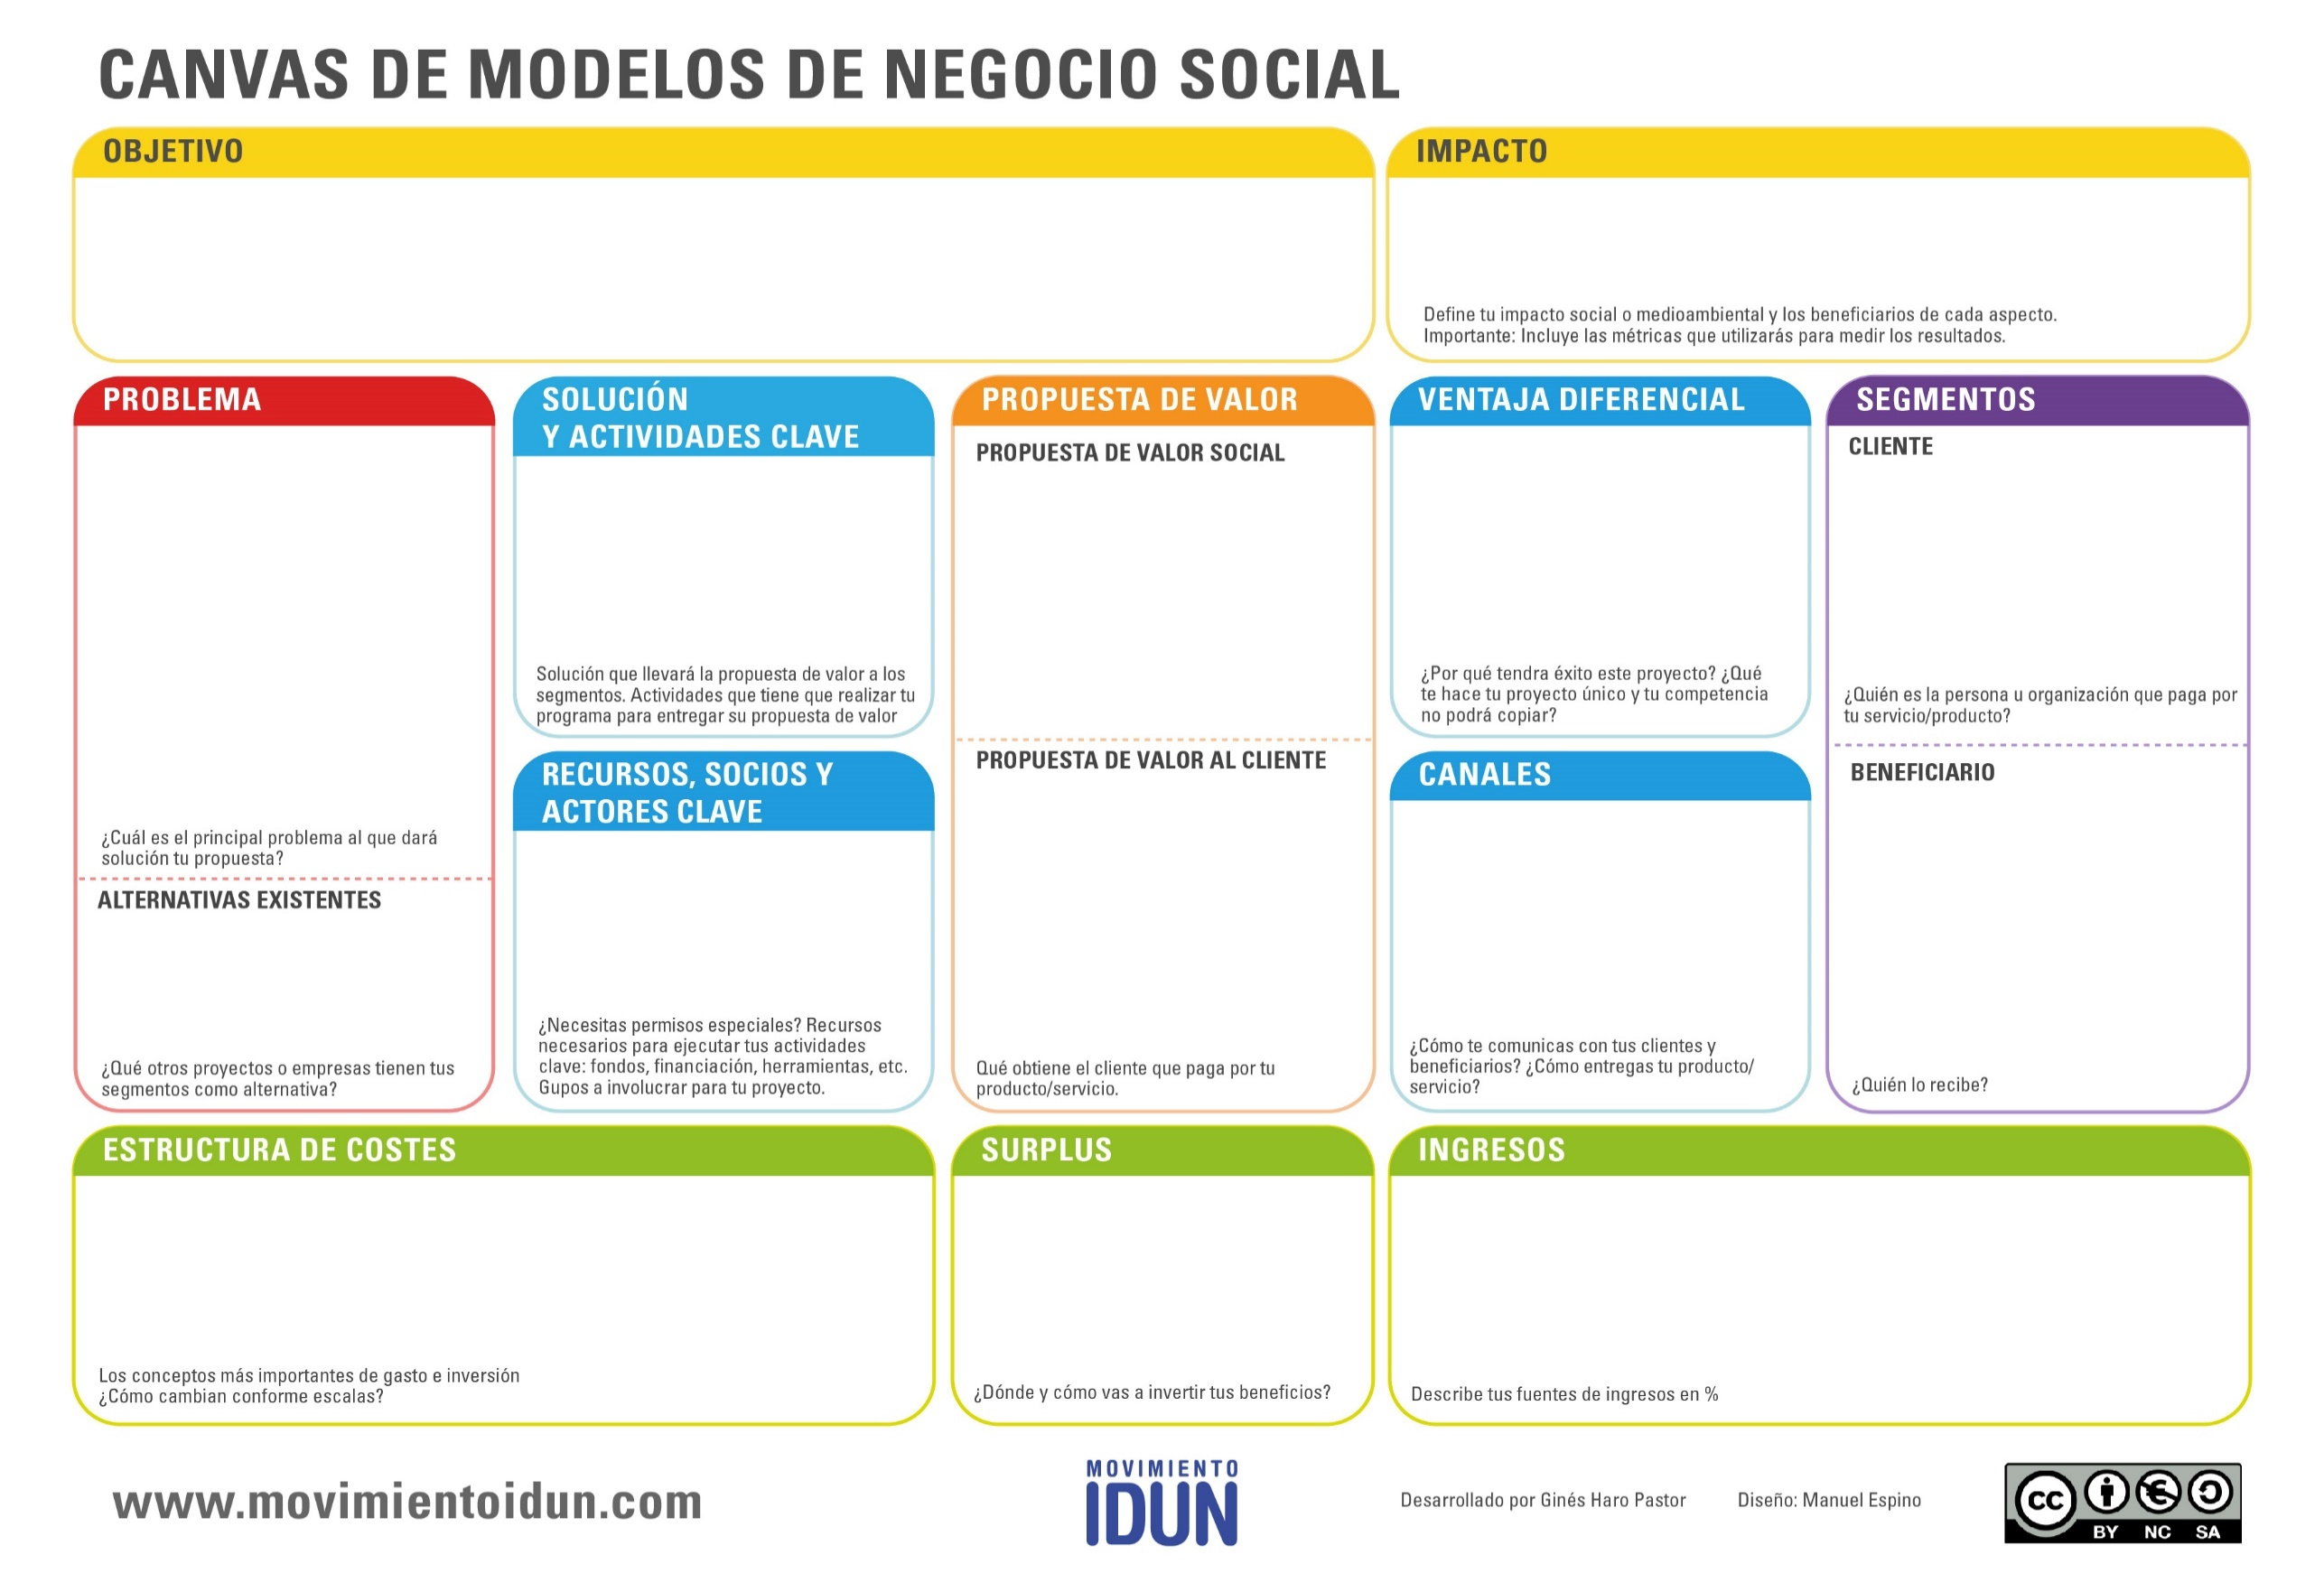 CANVAS DE MODELOS DE NEGOCIO SOCIAL
OBJETIVO
IMPACTO
Define tu impacto social o medioambiental y los beneficiarios de cada aspecto.
Importante: Incluye las métricas que utilizarás para medir los resultados.
PROBLEMA
¿Cuál es el principal problema al que dará
solución tu propuesta?
ALTERNATIVAS EXISTENTES
¿Qué otros proyectos o empresas tienen tus
segmentos como alternativa?
SOLUCIÓN
Y ACTIVIDADES CLAVE
Solución que llevará la propuesta de valor a los
segmentos. Actividades que tiene que realizar tu
programa para entregar su propuesta de valor
RECURSOS, SOCIOS Y
ACTORES CLAVE
¿Necesitas permisos especiales? Recursos
necesarios para ejecutar tus actividades
clave: fondos, financiación, herramientas, etc.
Gupos a involucrar para tu proyecto.
PROPUESTA DE VALOR
PROPUESTA DE VALOR SOCIAL
PROPUESTA DE VALOR AL CLIENTE
Qué obtiene el cliente que paga por tu
producto/servicio.
VENTAJA DIFERENCIAL
¿Por qué tendra éxito este proyecto? ¿Qué
te hace tu proyecto único y tu competencia
no podrá copiar?
CANALES
¿Cómo te comunicas con tus clientes y
beneficiarios? ¿Cómo entregas tu producto/
servicio?
SEGMENTOS
CLIENTE
¿Quién es la persona u organización que paga por
tu servicio/producto?
BENEFICIARIO
¿Quién lo recibe?
ESTRUCTURA DE COSTES
Los conceptos más importantes de gasto e inversión
¿Cómo cambian conforme escalas?
SURPLUS
¿Dónde y cómo vas a invertir tus beneficios?
INGRESOS
Describe tus fuentes de ingresos en %
www.movimientoidun.com
MOVIMIENTO
IDUN
Desarrollado por Ginés Haro Pastor
Diseño: Manuel Espino
cc
BY NC SA